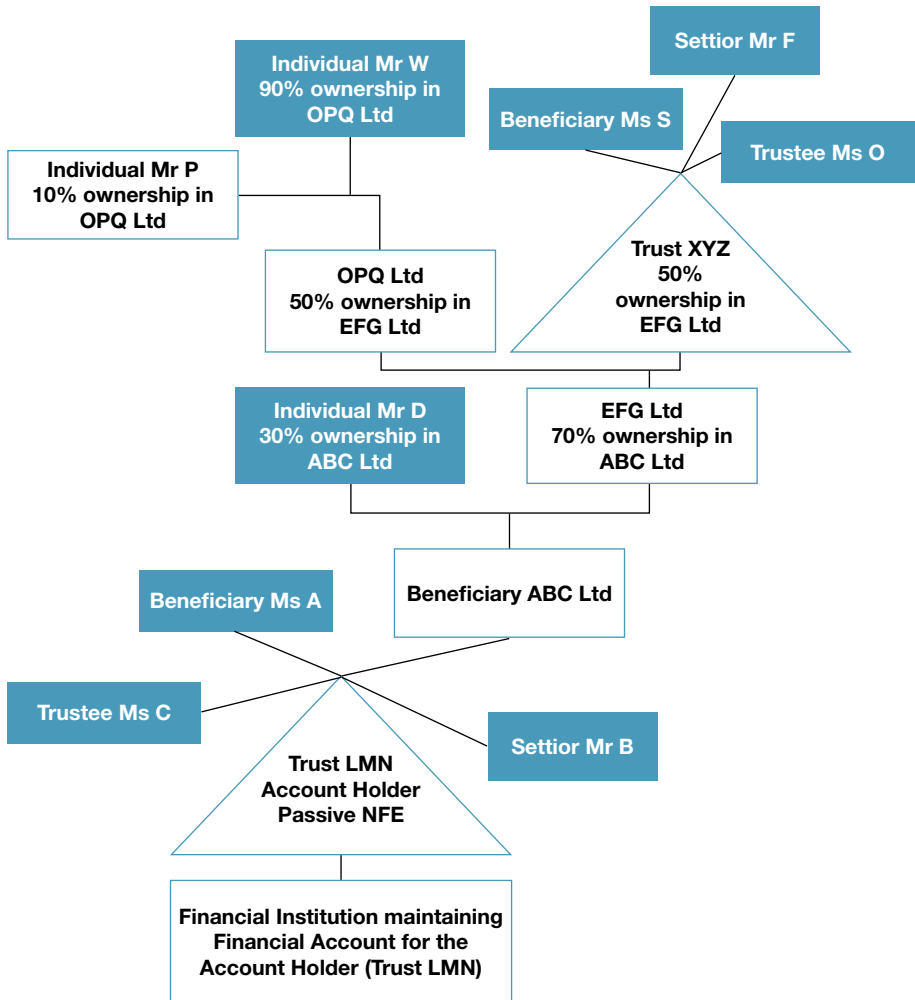 Settior Mr F
Individual Mr W
90% ownership in
OPQ Ltd
Beneficiary Ms S
Trustee Ms O
Individual Mr P
10% ownership in
OPQ Ltd
OPQ Ltd
50% ownership in
EFG Ltd
Trust XYZ
50%
ownership in
EFG Ltd
Individual Mr D
30% ownership in
ABC Ltd
EFG Ltd
70% ownership in
ABC Ltd
Beneficiary ABC Ltd
Beneficiary Ms A
Trustee Ms C
Settior Mr B
Trust LMN
Account Holder
Passive NFE
Financial Institution maintaining
Financial Account for the
Account Holder (Trust LMN)